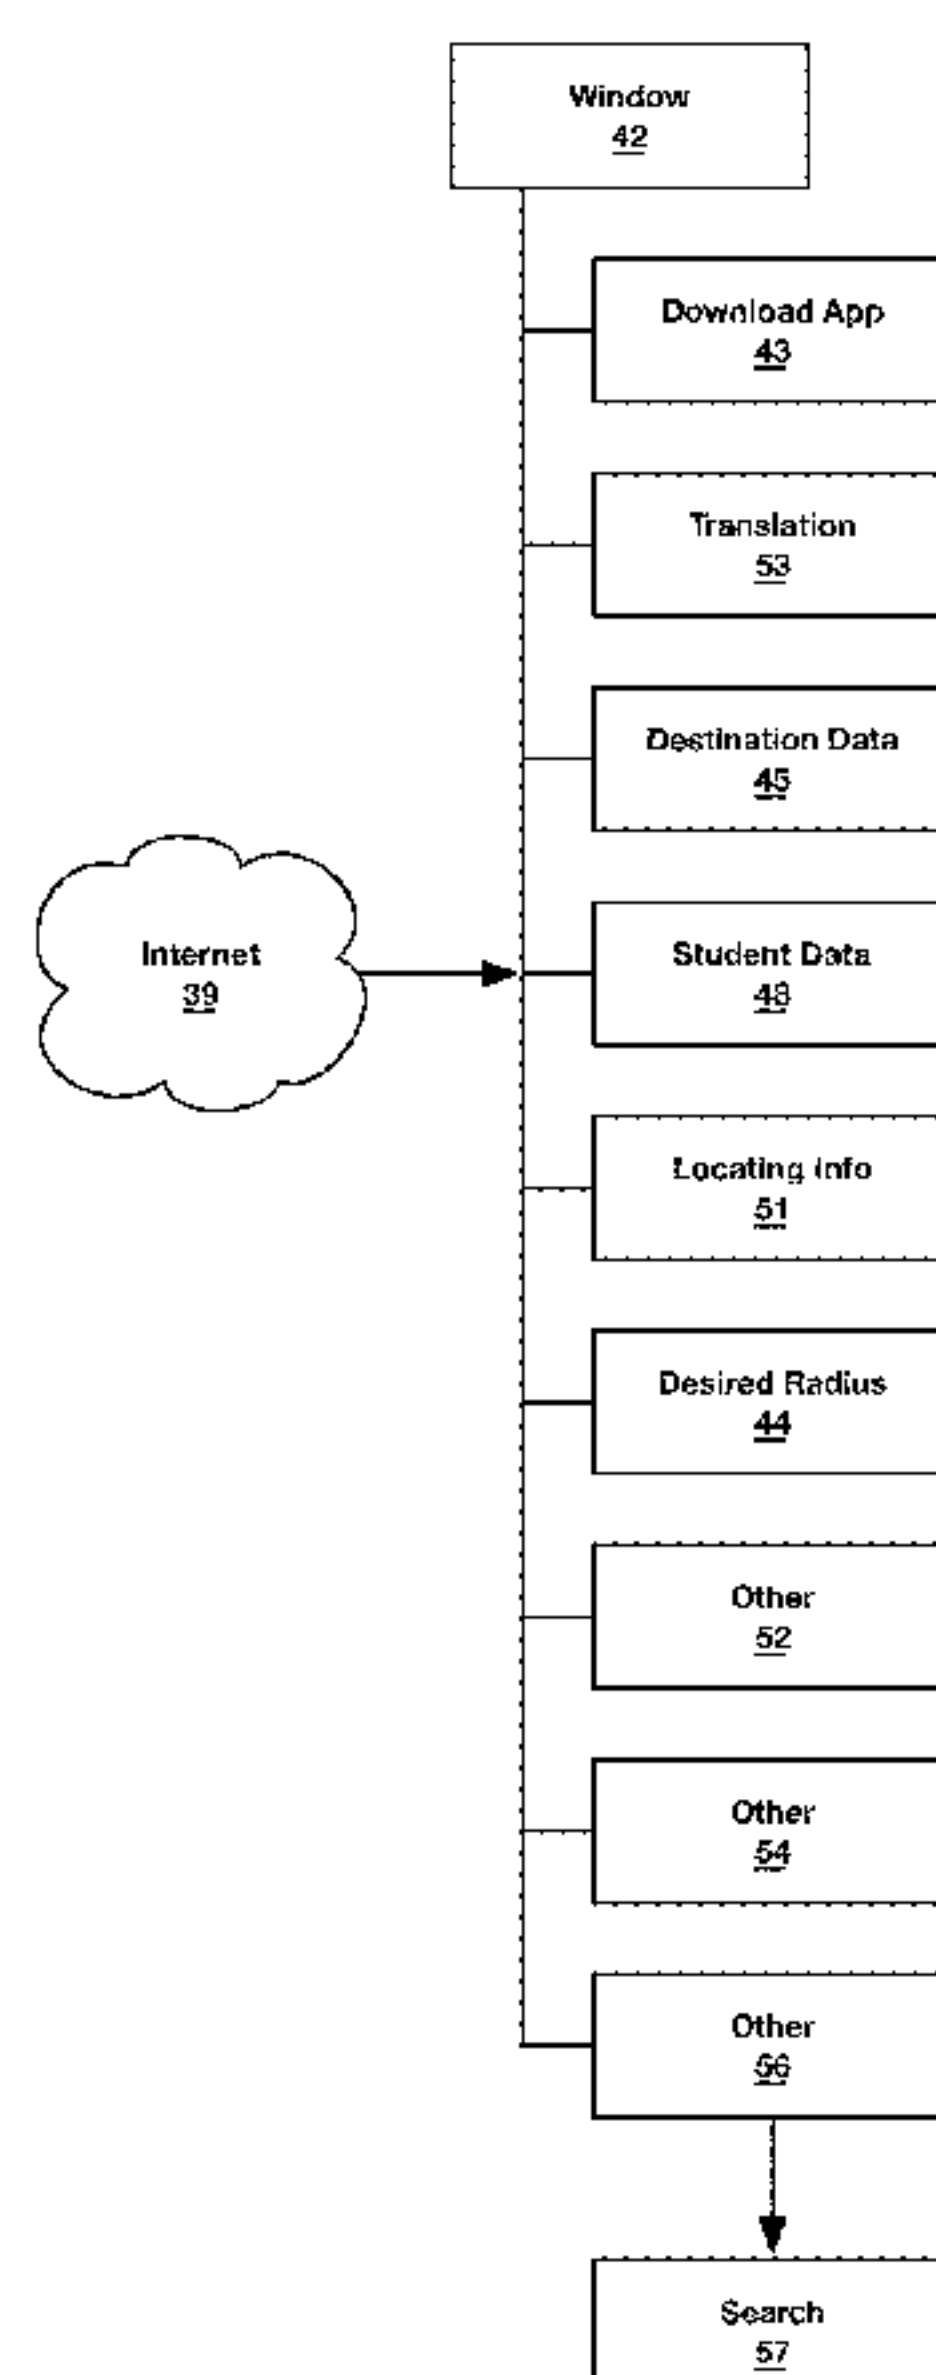 Window
42
Download App
43
Translation
53
Destination Data
45
Internet
39
Student Data
48
Locating Info
51
Desired Radius
44
Other
52
Other
54
Other
56
Search
57